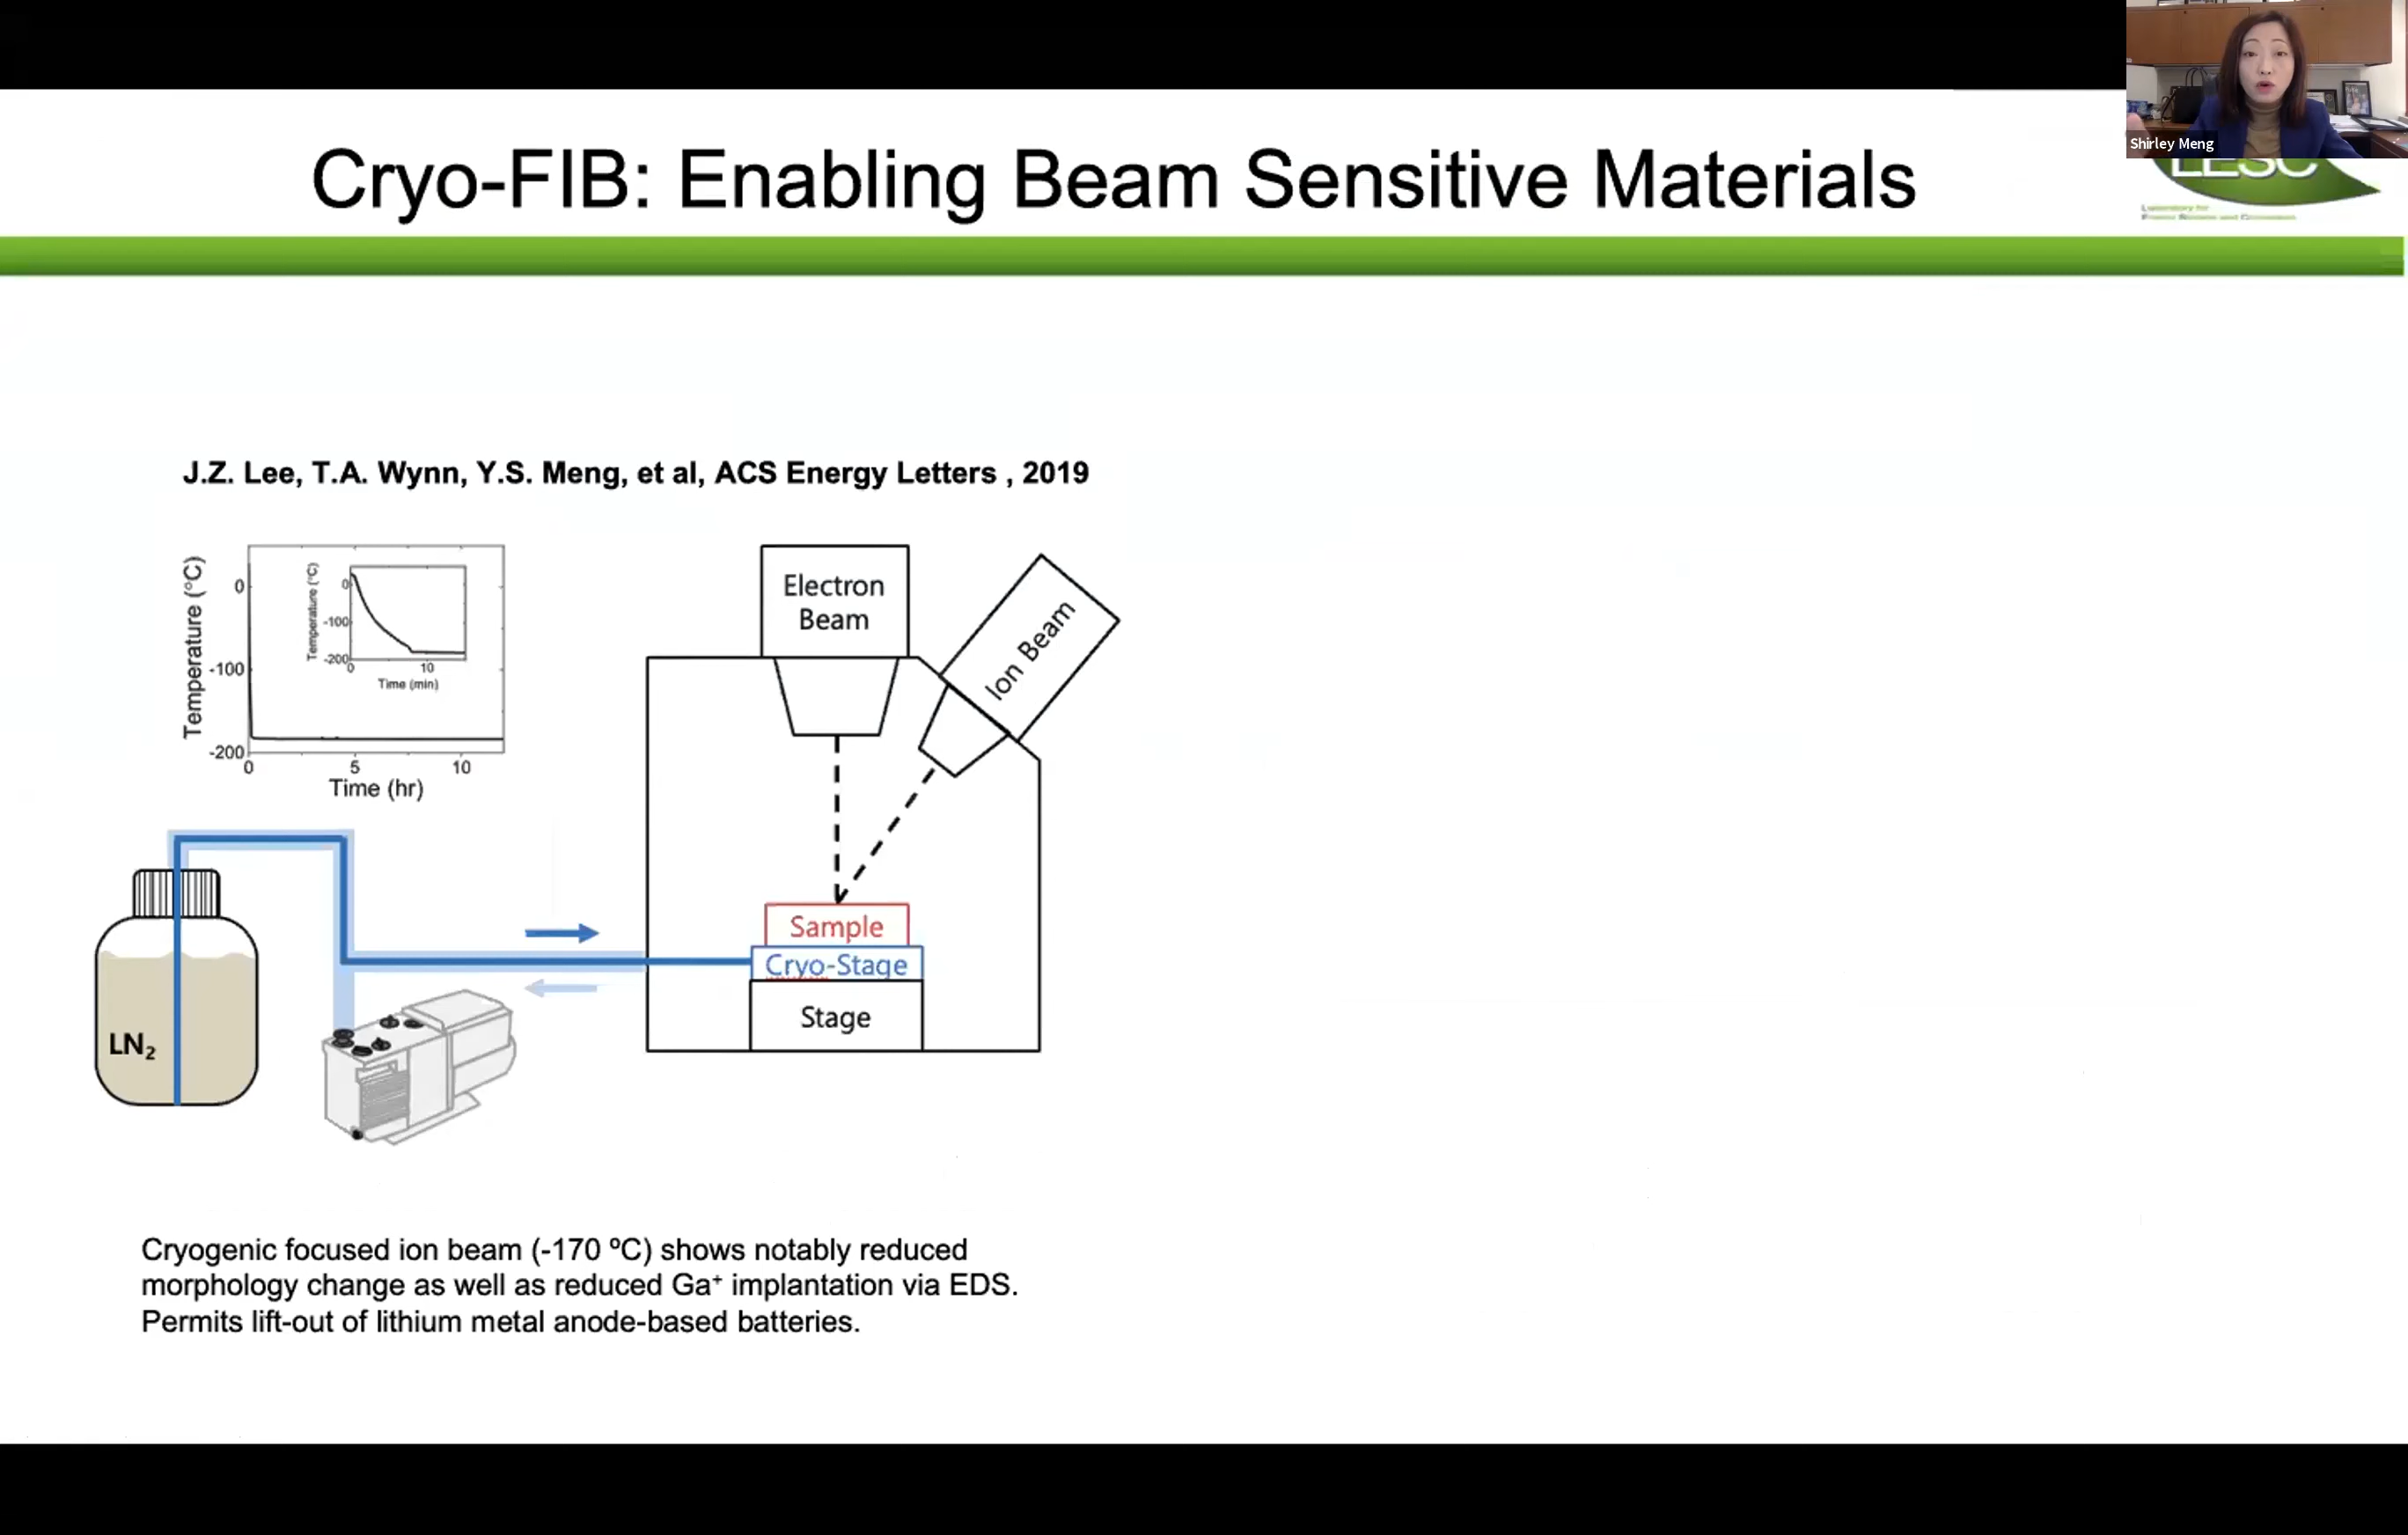 Shirley Meng
LESC
Cryo-FIB: Enabling Beam Sensitive Materials
J.Z. Lee, T.A. Wynn, Y.S. Meng, et al, ACS Energy Letters , 2019
Temperature (°C)
0
-100
-200
0
5
10
Time (hr)
Temperature (°C)
0
-100
-200
0
10
Time (min)
Electron
Beam
Ion Beam
Sample
Cryo-Stage
Stage
LN₂
Cryogenic focused ion beam (-170 ºC) shows notably reduced
morphology change as well as reduced Ga⁺ implantation via EDS.
Permits lift-out of lithium metal anode-based batteries.